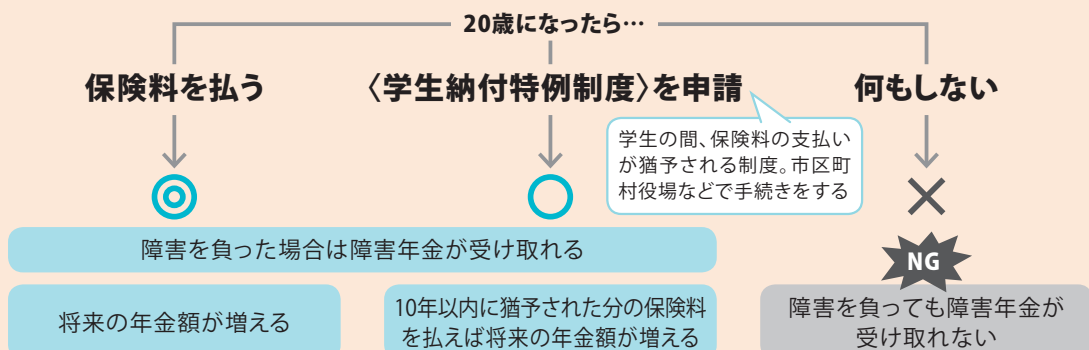 20歳になったら…
保険料を払う
〈学生納付特例制度〉を申請
何もしない
学生の間、保険料の支払い
が猶予される制度。市区町
村役場などで手続きをする
NG
障害を負った場合は障害年金が受け取れる
将来の年金額が増える
10年以内に猶予された分の保険料
を払えば将来の年金額が増える
障害を負っても障害年金が
受け取れない